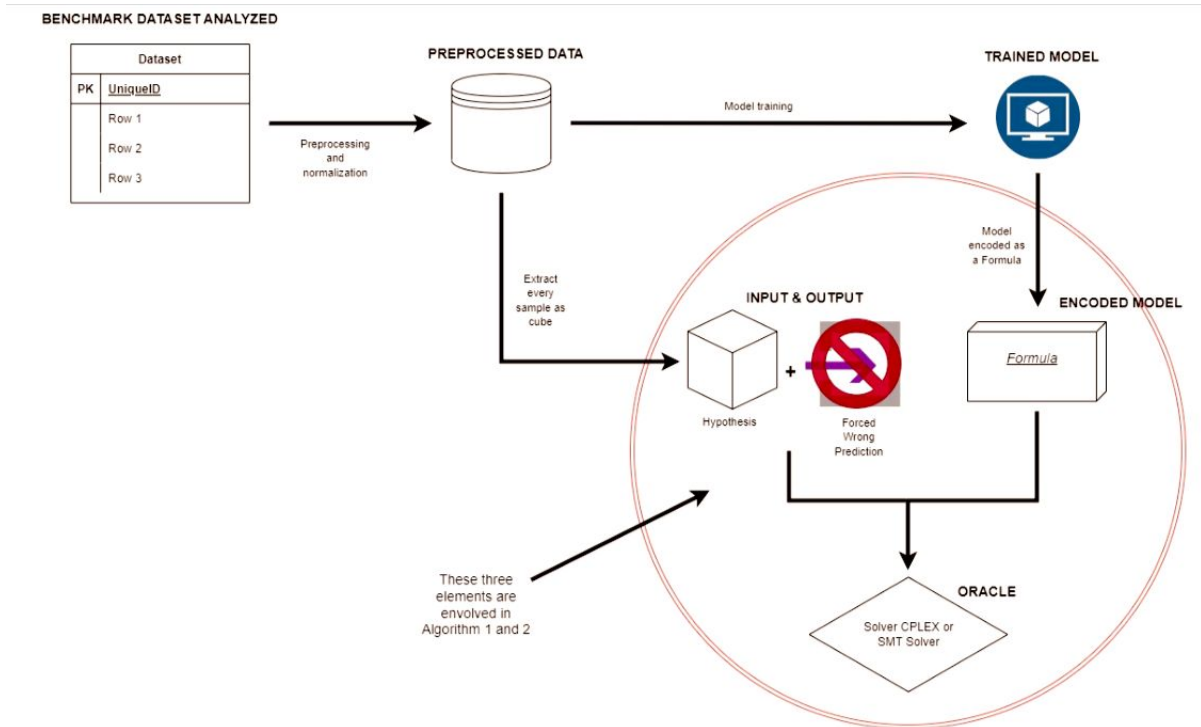 BENCHMARK DATASET ANALYZED
Dataset
PK UniqueID
Row 1
Row 2
Row 3
Preprocessing
and
normalization
PREPROCESSED DATA
Model training
TRAINED MODEL
Extract
every
sample as
cube
Model
encoded as
a Formula
INPUT & OUTPUT
+
Hypothesis
Forced
Wrong
Prediction
ENCODED MODEL
Formula
These three
elements are
envolved in
Algorithm 1 and 2
ORACLE
Solver CPLEX or
SMT Solver